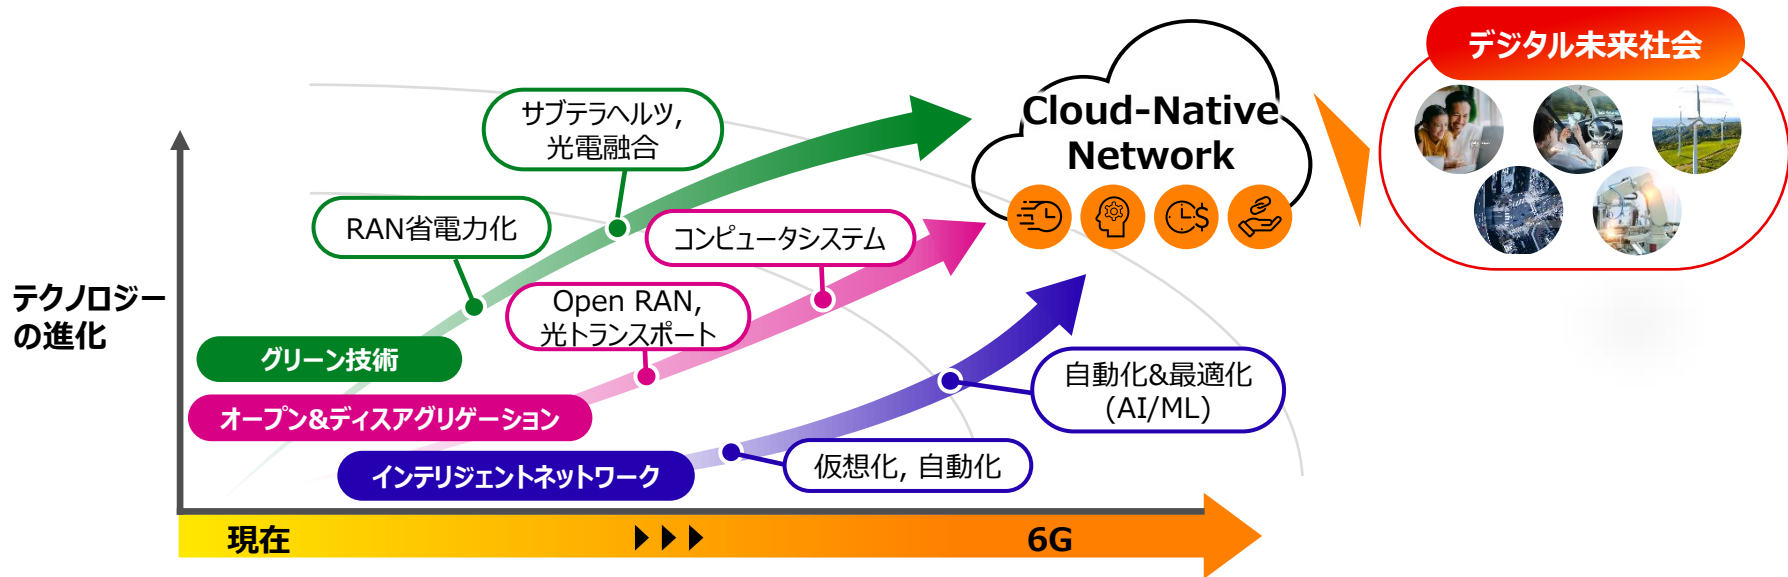 デジタル未来社会
Cloud-Native
Network
サブテラヘルツ,
光電融合
RAN省電力化
コンピュータシステム
Open RAN,
光トランスポート
テクノロジー
の進化
グリーン技術
オープン&ディスアグリゲーション
インテリジェントネットワーク
自動化&最適化
(AI/ML)
仮想化, 自動化
現在
6G